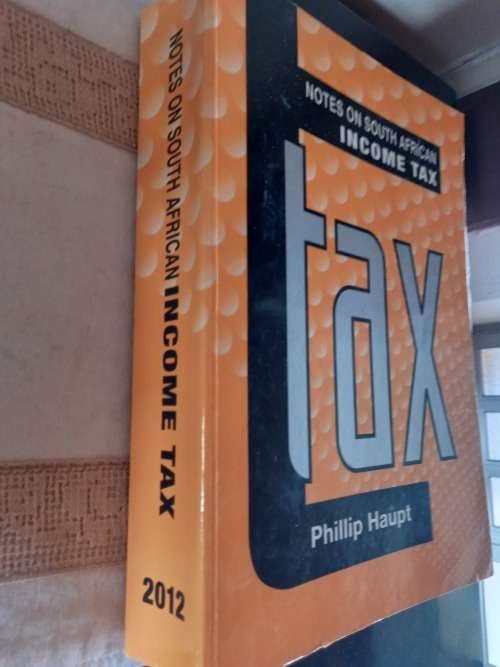 NOTES ON SOUTH AFRICAN INCOME TAX
2012
NOTES ON SOUTH AFRICAN
INCOME TAX
tax
Phillip Haupt